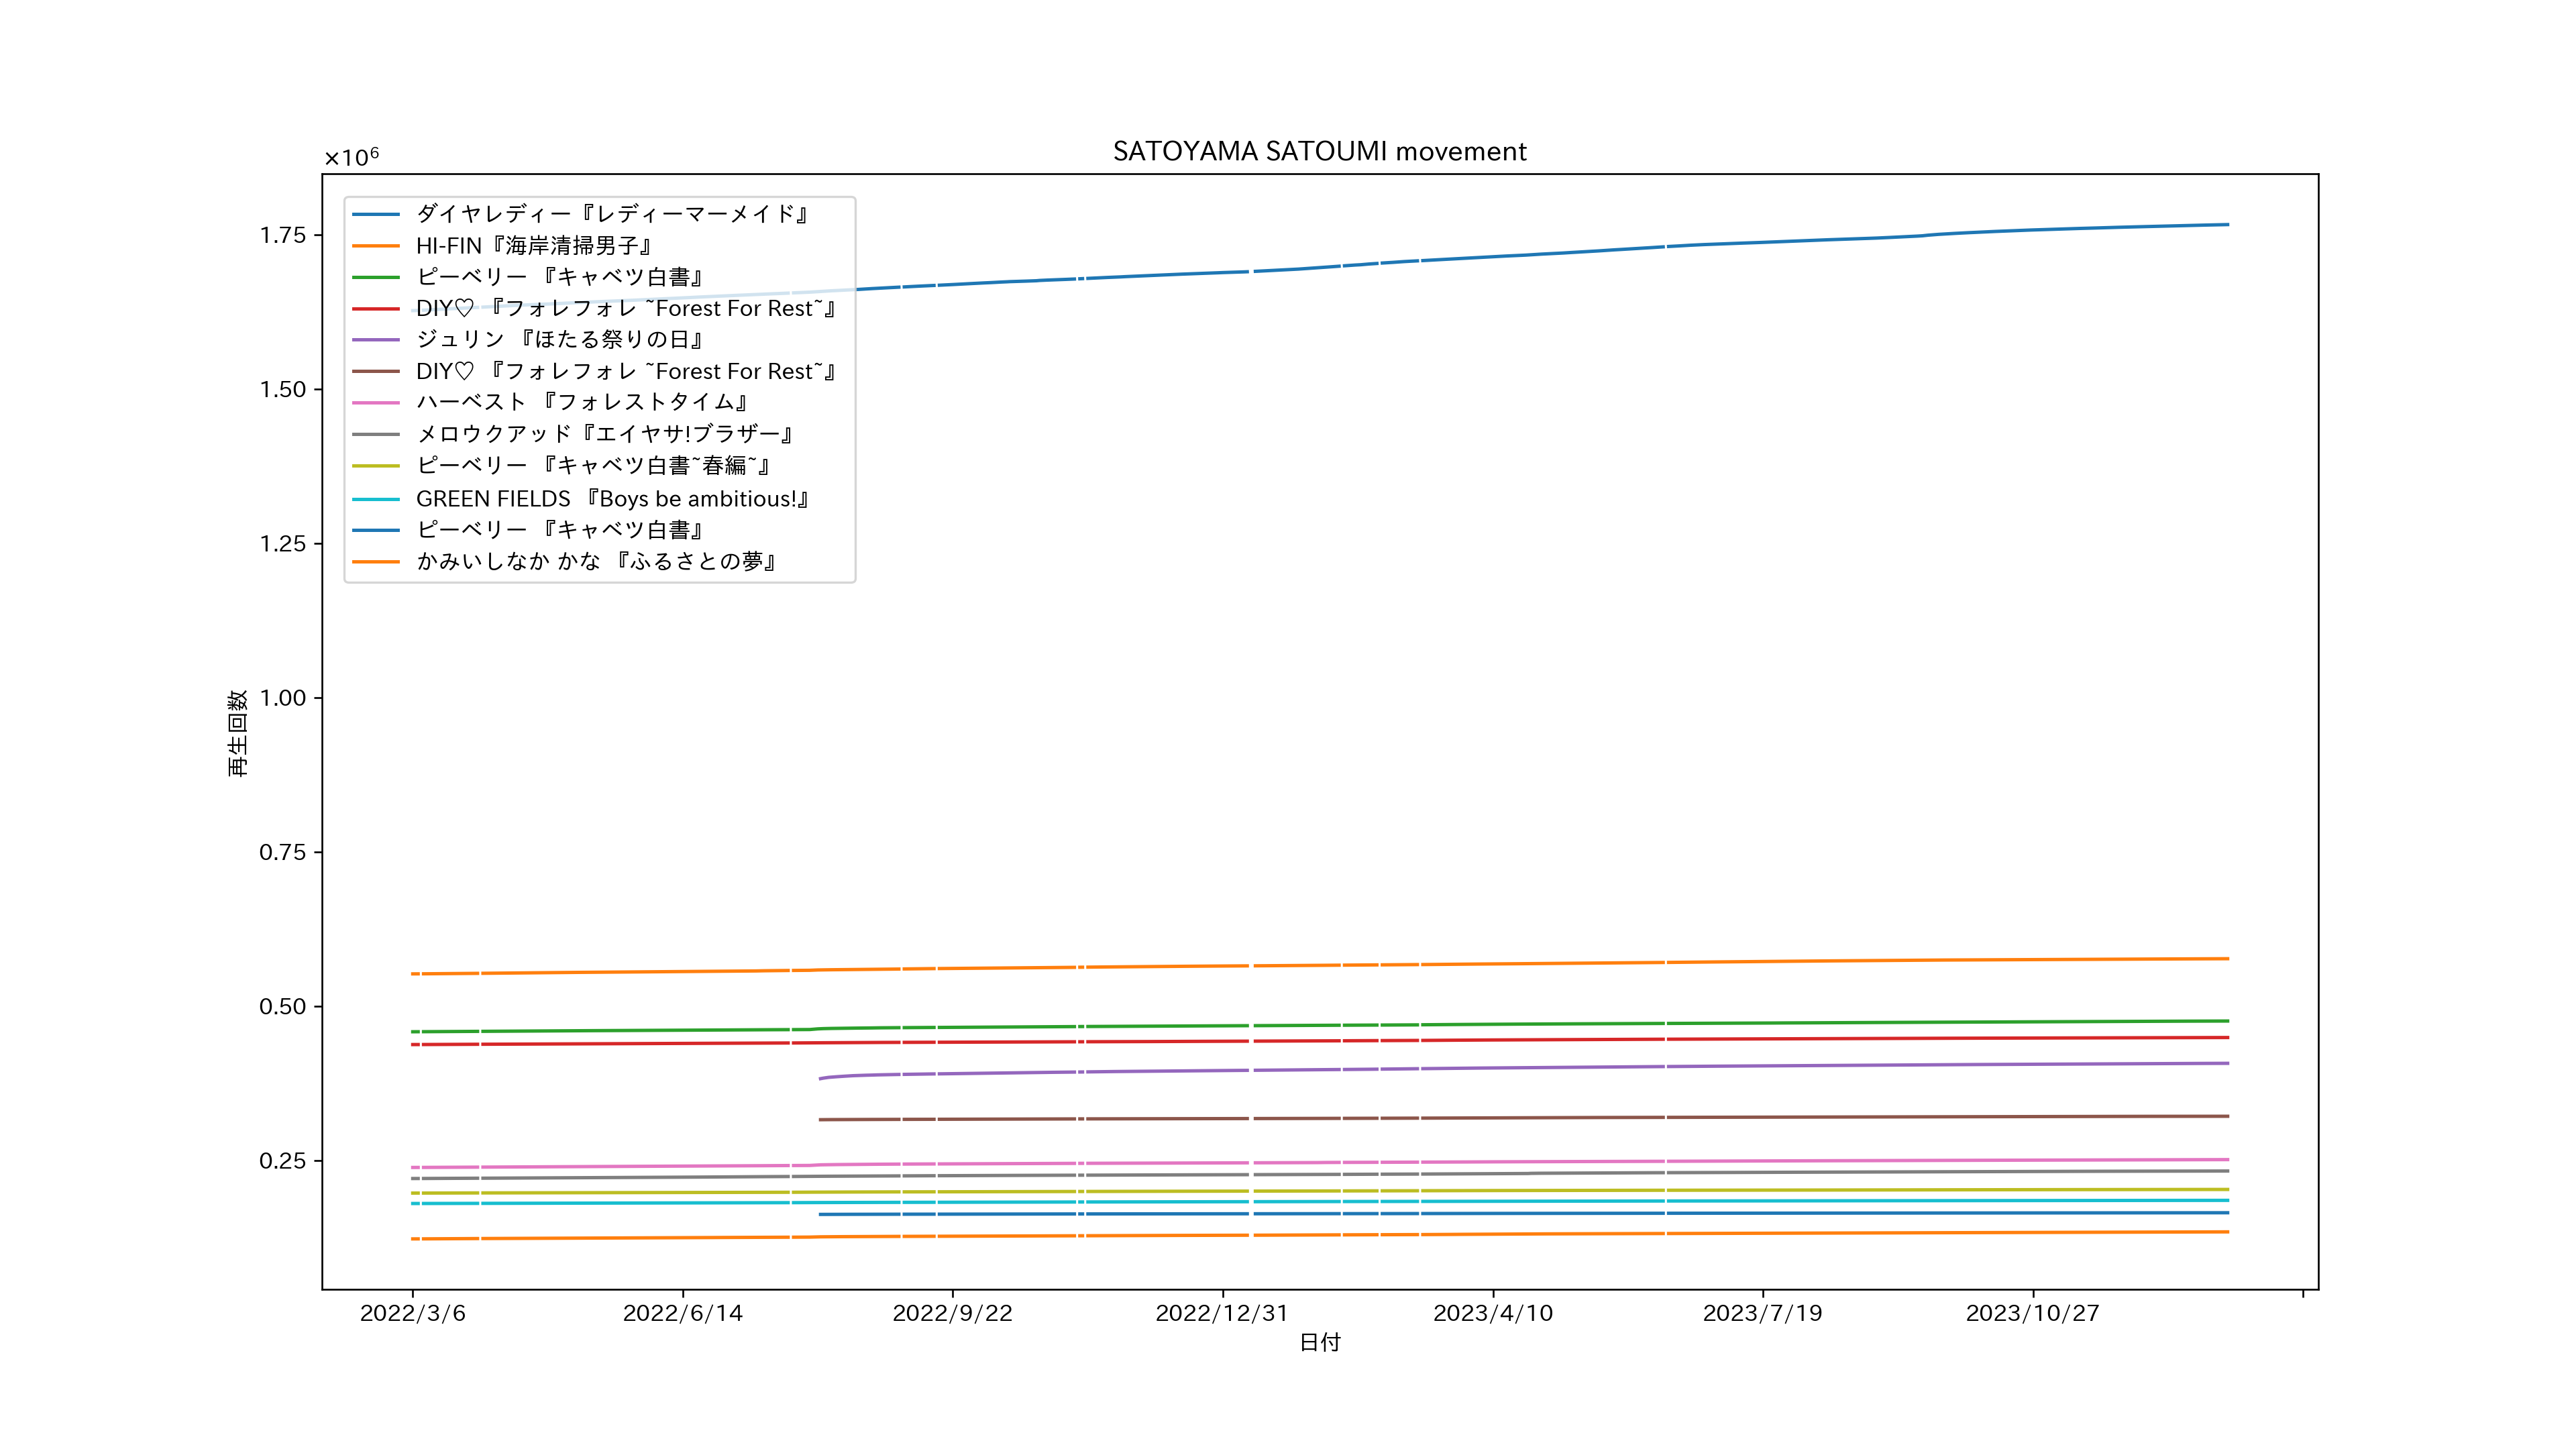 SATOYAMA SATOUMI movement
×10⁶
1.75
1.50
1.25
1.00
0.75
0.50
0.25
再生回数
ダイヤレディー『レディーマーメイド』
HI-FIN『海岸清掃男子』
ピーベリー 『キャベツ白書』
DIY♡ 『フォレフォレ ~Forest For Rest~』
ジュリン 『ほたる祭りの日』
DIY♡ 『フォレフォレ ~Forest For Rest~』
ハーベスト 『フォレストタイム』
メロウクアッド『エイヤサ!ブラザー』
ピーベリー 『キャベツ白書~春編~』
GREEN FIELDS 『Boys be ambitious!』
ピーベリー 『キャベツ白書』
かみいしなか かな 『ふるさとの夢』
2022/3/6 2022/6/14 2022/9/22 2022/12/31 2023/4/10 2023/7/19 2023/10/27
日付